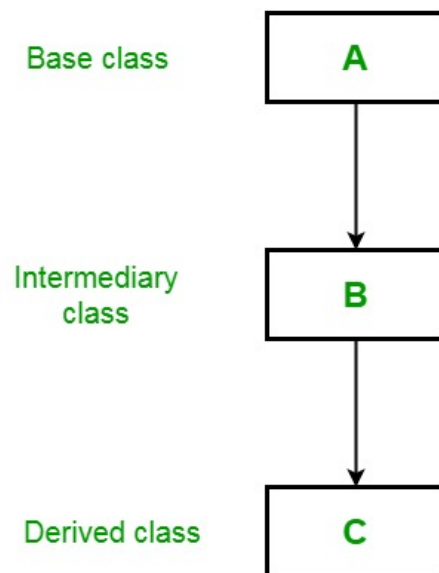 Base class
A
Intermediary
class
B
Derived class
C